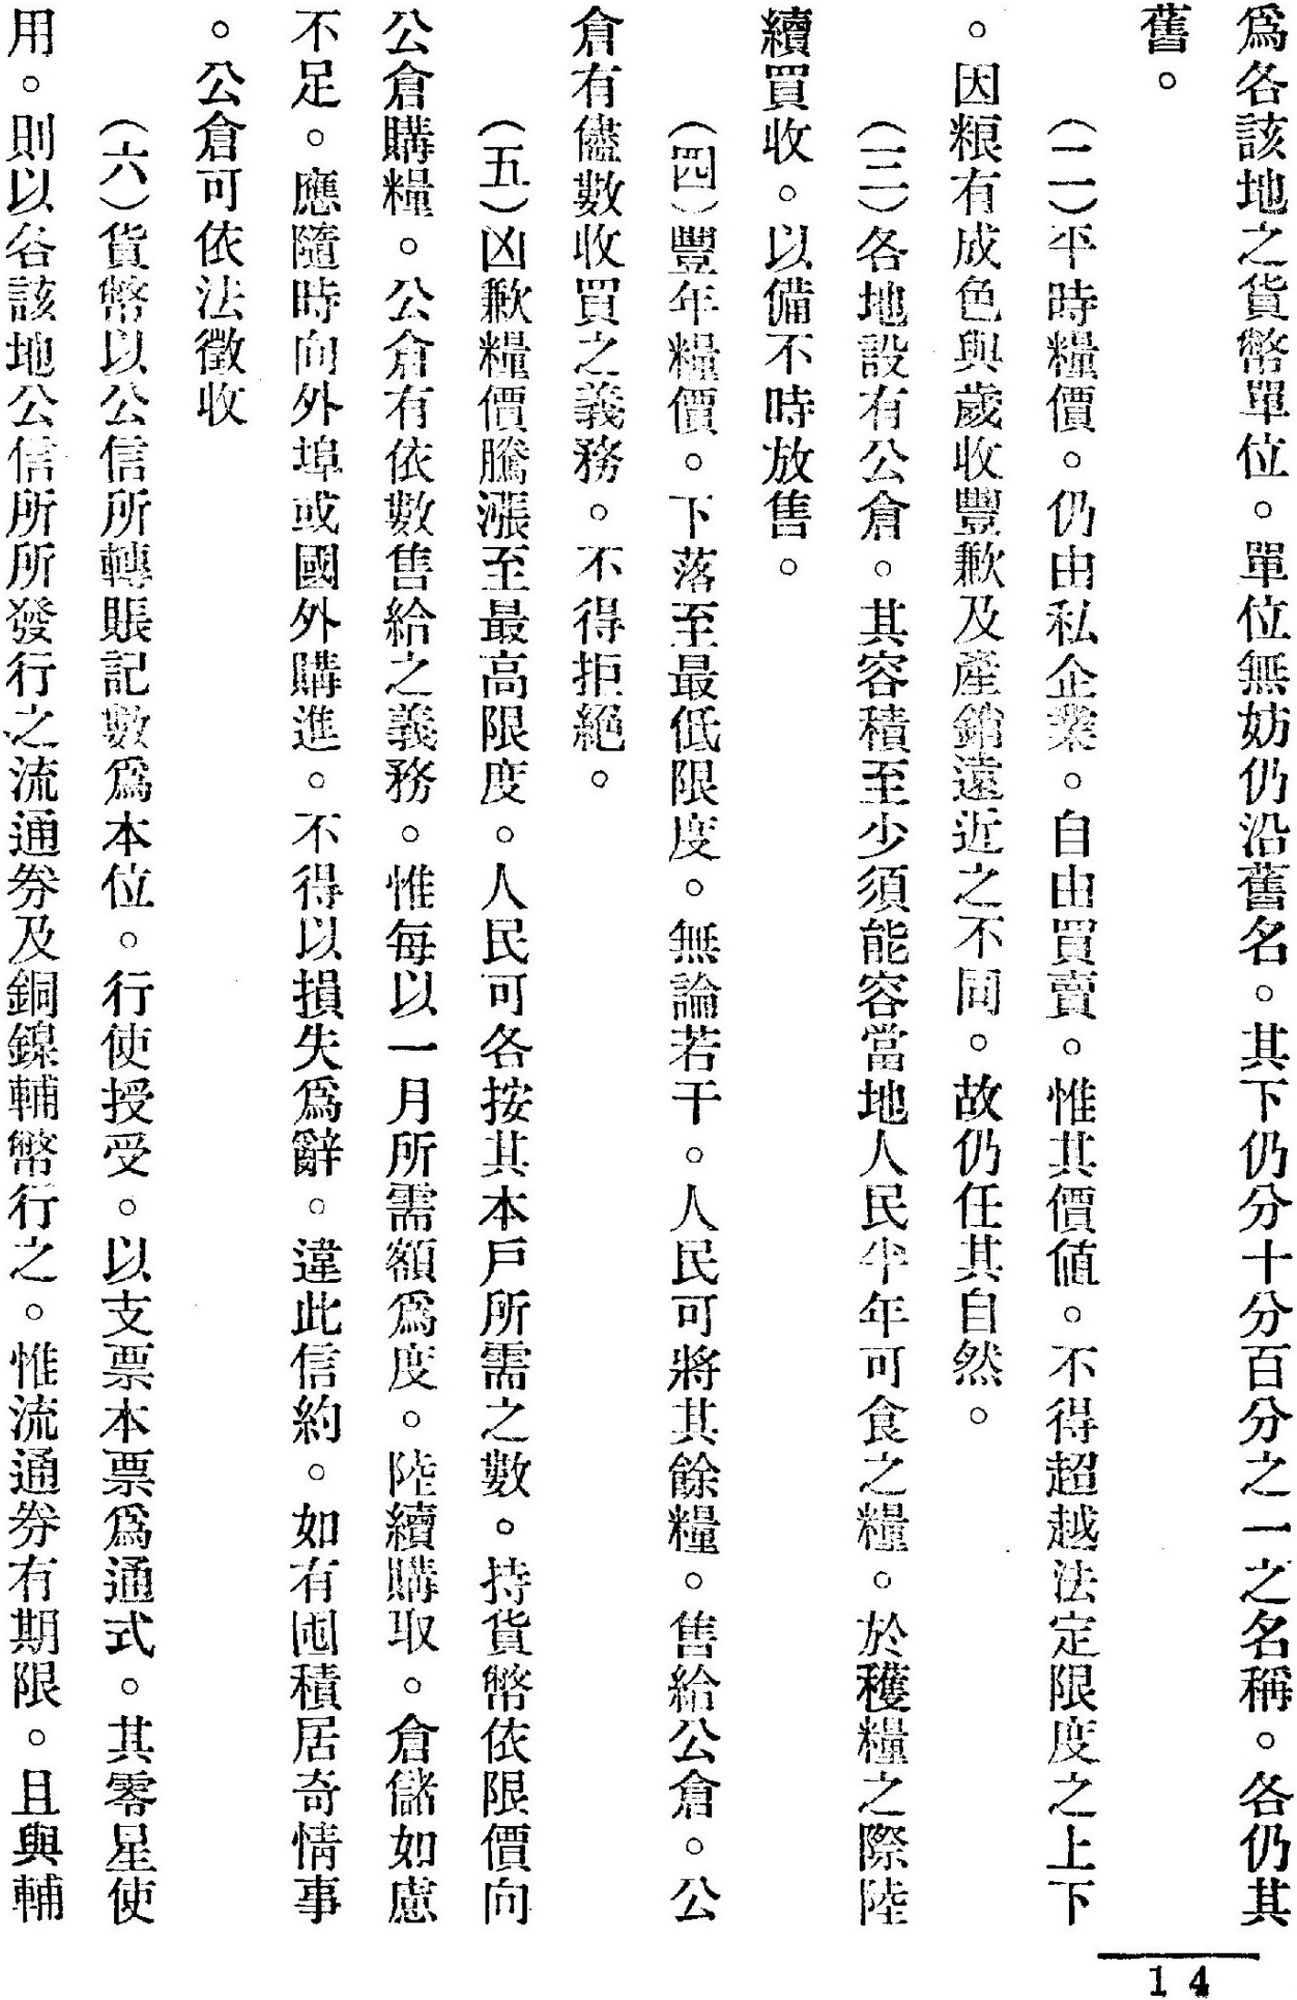 爲各該地之貨幣單位。單位無妨仍沿舊名。其下仍分十分百分之一之名稱。各仍其
舊。
(二)平時糧價。仍由私企業。自由買賣。惟其價値。不得超越法定限度之上下
。因粮有成色與歲收豐歉及產銷遠近之不同。故仍任其自然。
(三)各地設有公倉。其容積至少須能容當地人民半年可食之糧。於穫糧之際陸
續買收。以備不時放售。
(四)豐年糧價。下落至最低限度。無論若干。人民可將其餘糧。售給公倉。公
倉有儘數收買之義務。不得拒絕。
(五)凶歉糧價騰漲至最高限度。人民可各按其本戶所需之數。持貨幣依限價向
公倉購糧。公倉有依數售給之義務。惟每以一月所需額爲度。陸續購取。倉儲如慮
不足。應隨時向外埠或國外購進。不得以損失爲辭。違此信約。如有囤積居奇情事
。公倉可依法徵收
(六)貨幣以公信所轉賬記數爲本位。行使授受。以支票本票爲通式。其零星使
用。則以各該地公信所所發行之流通券及銅鎳輔幣行之。惟流通券有期限。且與輔
14